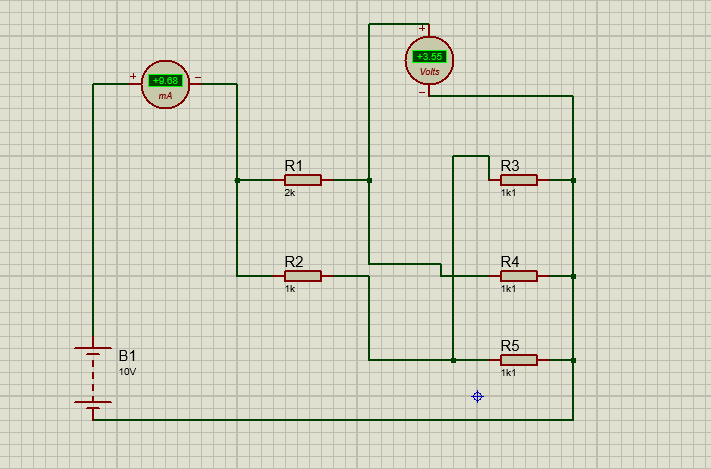 +
+3.55
Volts
−
+
+9.68
−
mA
R1
2k
R3
1k1
R2
1k
R4
1k1
B1
10V
R5
1k1